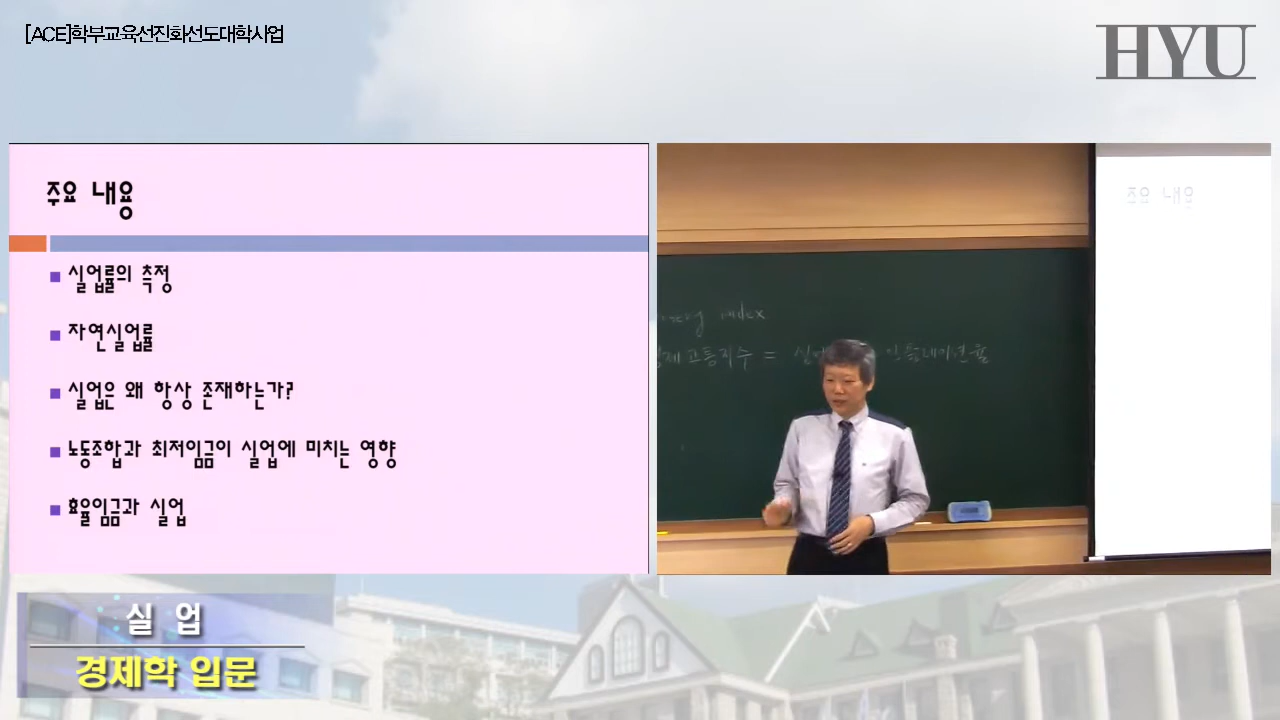 [ACE]학부교육선진화선도대학사업
HYU
주요 내용
실업률의 측정
자연실업률
실업은 왜 항상 존재하는가?
노동조합과 최저임금이 실업에 미치는 영향
효율임금과 실업
index
고통지수 = 인플레이션율
주요 내용
실 업
경제학 입문